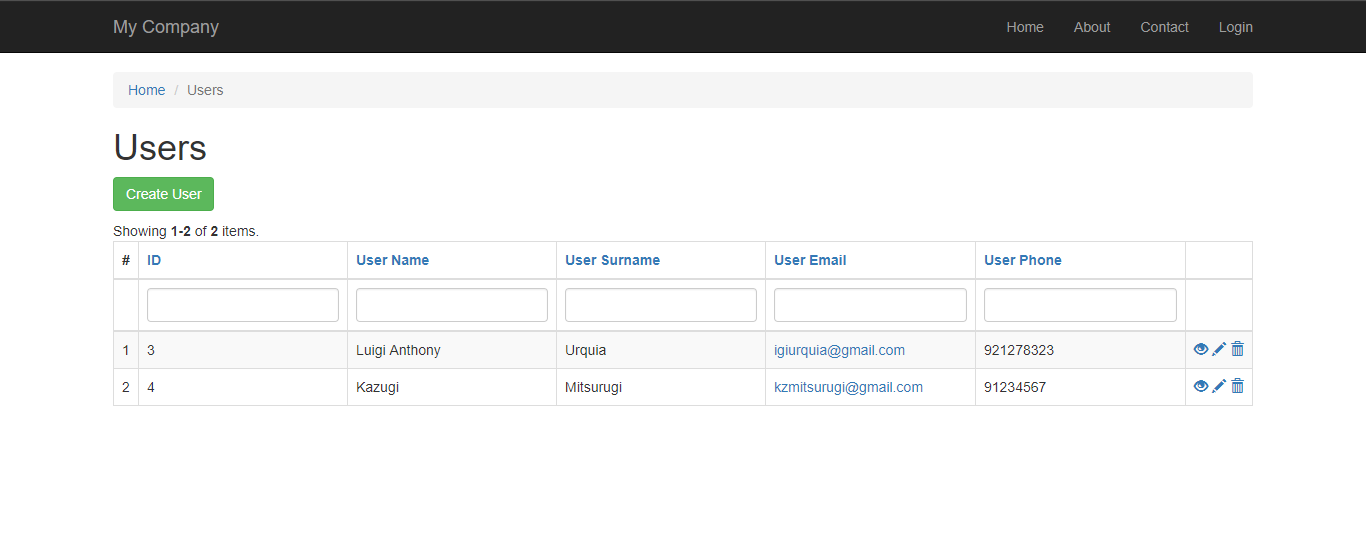 My Company Home About Contact Login
Home / Users
Users
Create User
Showing 1-2 of 2 items.
# ID User Name User Surname User Email User Phone
1 3 Luigi Anthony Urquia igiurquia@gmail.com 921278323
2 4 Kazugi Mitsurugi kzmitsurugi@gmail.com 91234567